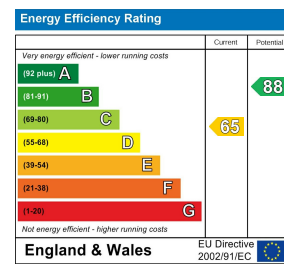 Energy Efficiency Rating
Current Potential
Very energy efficient - lower running costs
(92 plus) A
(81-91) B
88
(69-80) C
65
(55-68) D
(39-54) E
(21-38) F
(1-20) G
Not energy efficient - higher running costs
England & Wales
EU Directive
2002/91/EC